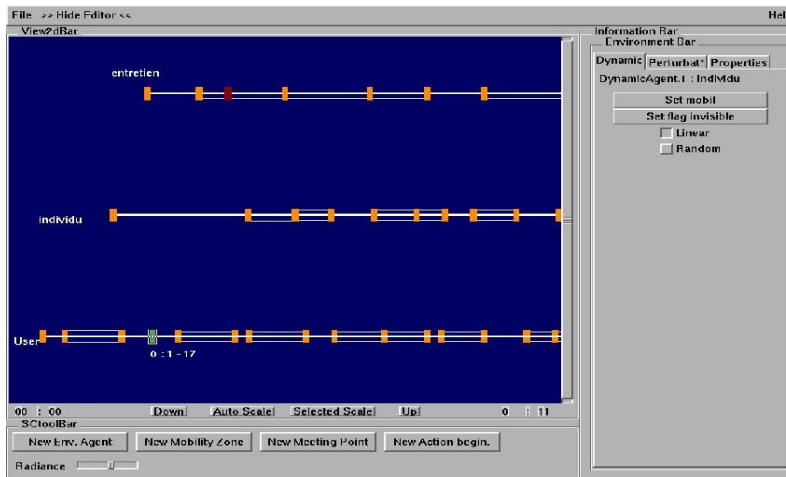 File >> Hide Editor << Hel
View2dBar
Information Bar
Environment Bar
entretien
Dynamic Perturbat° Properties
DynamicAgent.1 : Individu
Set mobil
Set flag invisible
Linear
Random
individu
User
0 : 1 - 17
00 : 00 Down Auto Scale Selected Scale Up 0 : 11
SCtoolBar
New Env. Agent New Mobility Zone New Meeting Point New Action begin.
Radiance